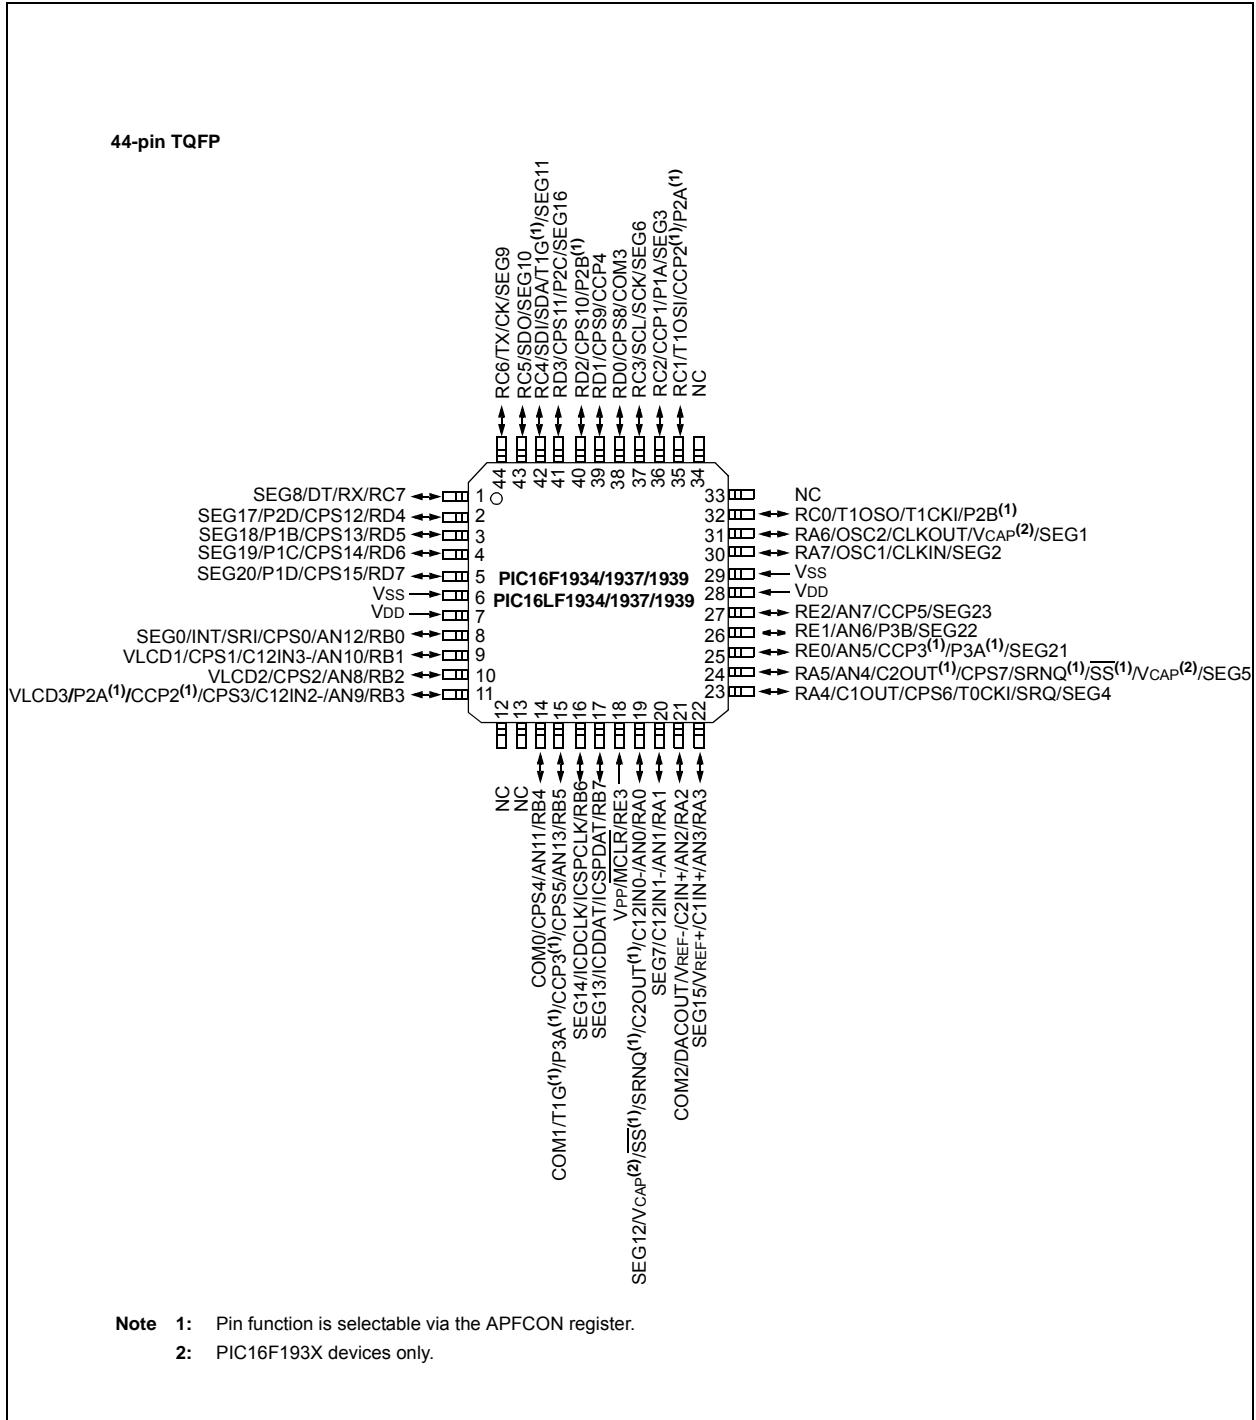 44-pin TQFP
RC6/TX/CK/SEG9
RC5/SDO/SEG10
RC4/SDI/SDA/T1G(1)/SEG11
RD3/CPS11/P2C/SEG16
RD2/CPS10/P2B(1)
RD1/CPS9/CCP4
RD0/CPS8/COM3
RC3/SCL/SCK/SEG6
RC2/CCP1/P1A/SEG3
RC1/T1OSI/CCP2(1)/P2A(1)
NC
44 43 42 41 40 39 38 37 36 35 34
SEG8/DT/RX/RC7 1
SEG17/P2D/CPS12/RD4 2
SEG18/P1B/CPS13/RD5 3
SEG19/P1C/CPS14/RD6 4
SEG20/P1D/CPS15/RD7 5
VSS 6
VDD 7
SEG0/INT/SRI/CPS0/AN12/RB0 8
VLCD1/CPS1/C12IN3-/AN10/RB1 9
VLCD2/CPS2/AN8/RB2 10
VLCD3/P2A(1)/CCP2(1)/CPS3/C12IN2-/AN9/RB3 11
PIC16F1934/1937/1939
PIC16LF1934/1937/1939
33 NC
32 RC0/T1OSO/T1CKI/P2B(1)
31 RA6/OSC2/CLKOUT/VCAP(2)/SEG1
30 RA7/OSC1/CLKIN/SEG2
29 VSS
28 VDD
27 RE2/AN7/CCP5/SEG23
26 RE1/AN6/P3B/SEG22
25 RE0/AN5/CCP3(1)/P3A(1)/SEG21
24 RA5/AN4/C2OUT(1)/CPS7/SRNQ(1)/SS(1)/VCAP(2)/SEG5
23 RA4/C1OUT/CPS6/T0CKI/SRQ/SEG4
12 13 14 15 16 17 18 19 20 21 22
NC
NC
COM0/CPS4/AN11/RB4
COM1/T1G(1)/P3A(1)/CCP3(1)/CPS5/AN13/RB5
SEG14/ICDCLK/ICSPCLK/RB6
SEG13/ICDDAT/ICSPDAT/RB7
VPP/MCLR/RE3
SEG12/VCAP(2)/SS(1)/SRNQ(1)/C2OUT(1)/C12IN0-/AN0/RA0
SEG7/C12IN1-/AN1/RA1
COM2/DACOUT/VREF-/C2IN+/AN2/RA2
SEG15/VREF+/C1IN+/AN3/RA3
Note 1: Pin function is selectable via the APFCON register.
2: PIC16F193X devices only.